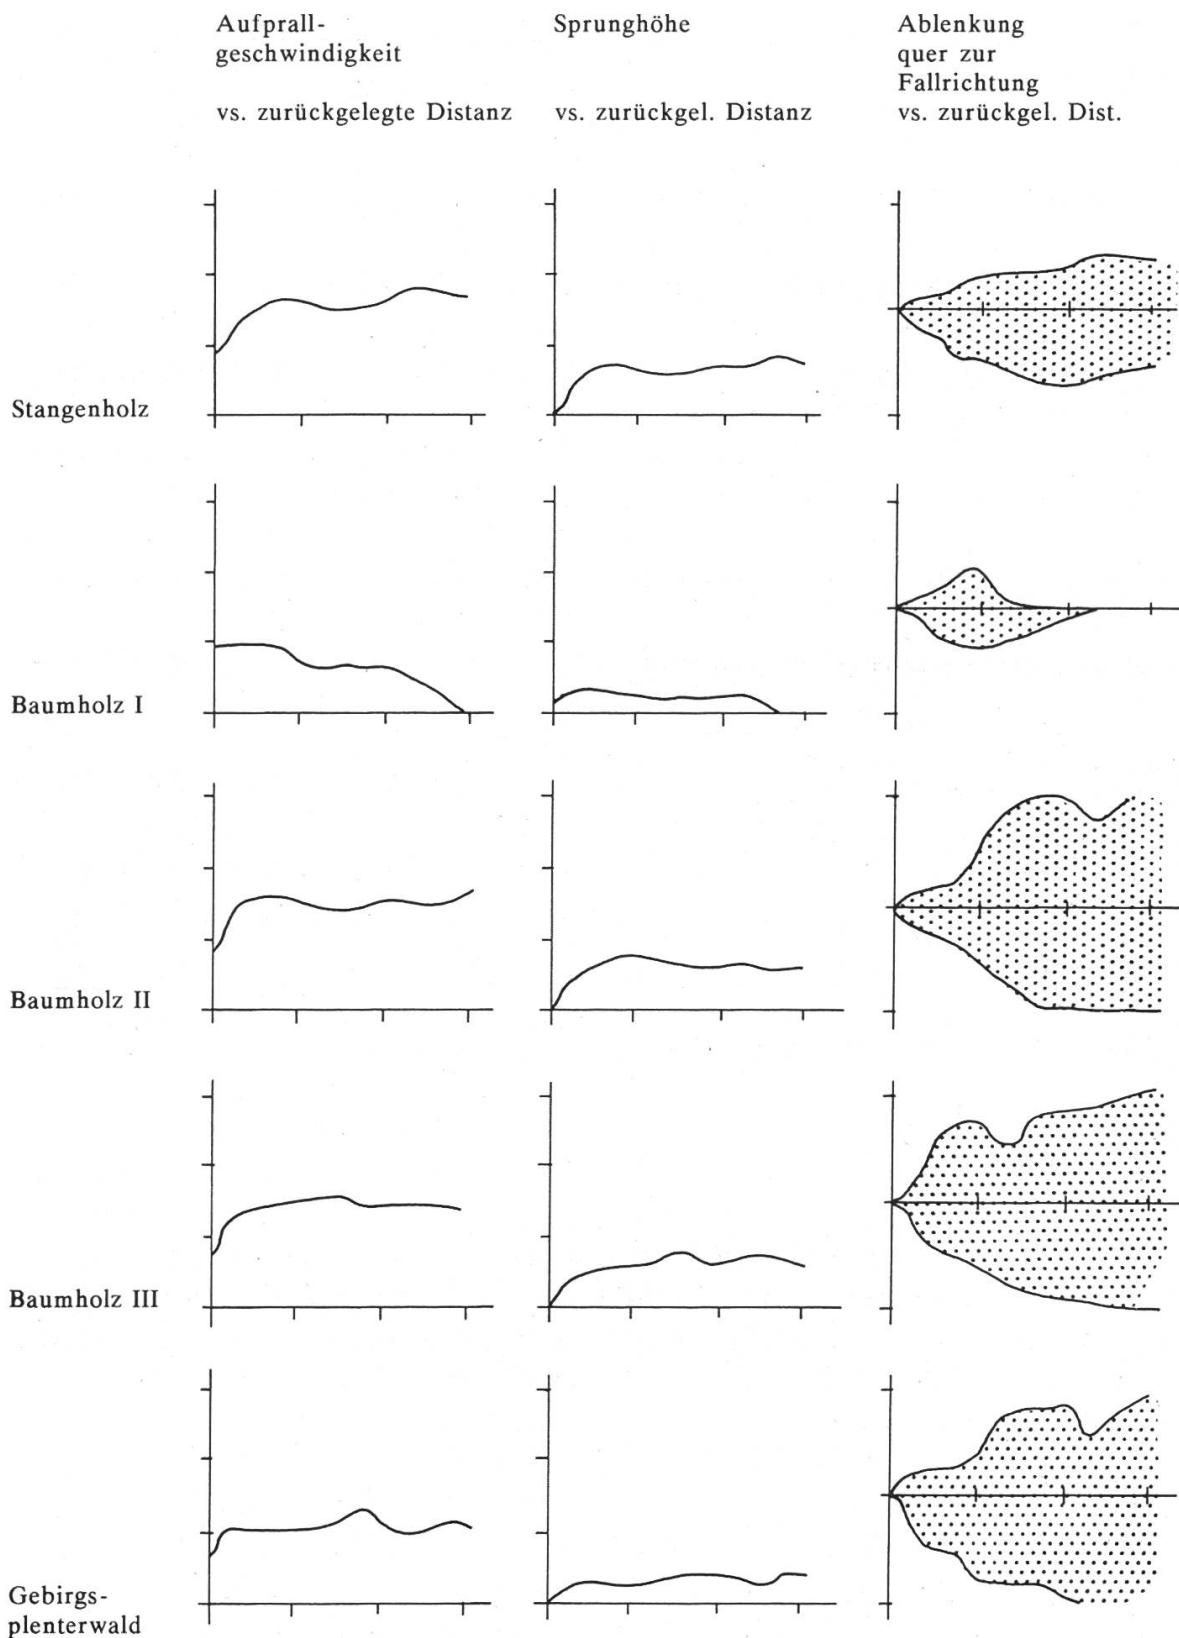 Aufprall-
geschwindigkeit
vs. zurückgelegte Distanz
Sprunghöhe
vs. zurückgel. Distanz
Ablenkung
quer zur
Fallrichtung
vs. zurückgel. Dist.
Stangenholz
Baumholz I
Baumholz II
Baumholz III
Gebirgs-
plenterwald